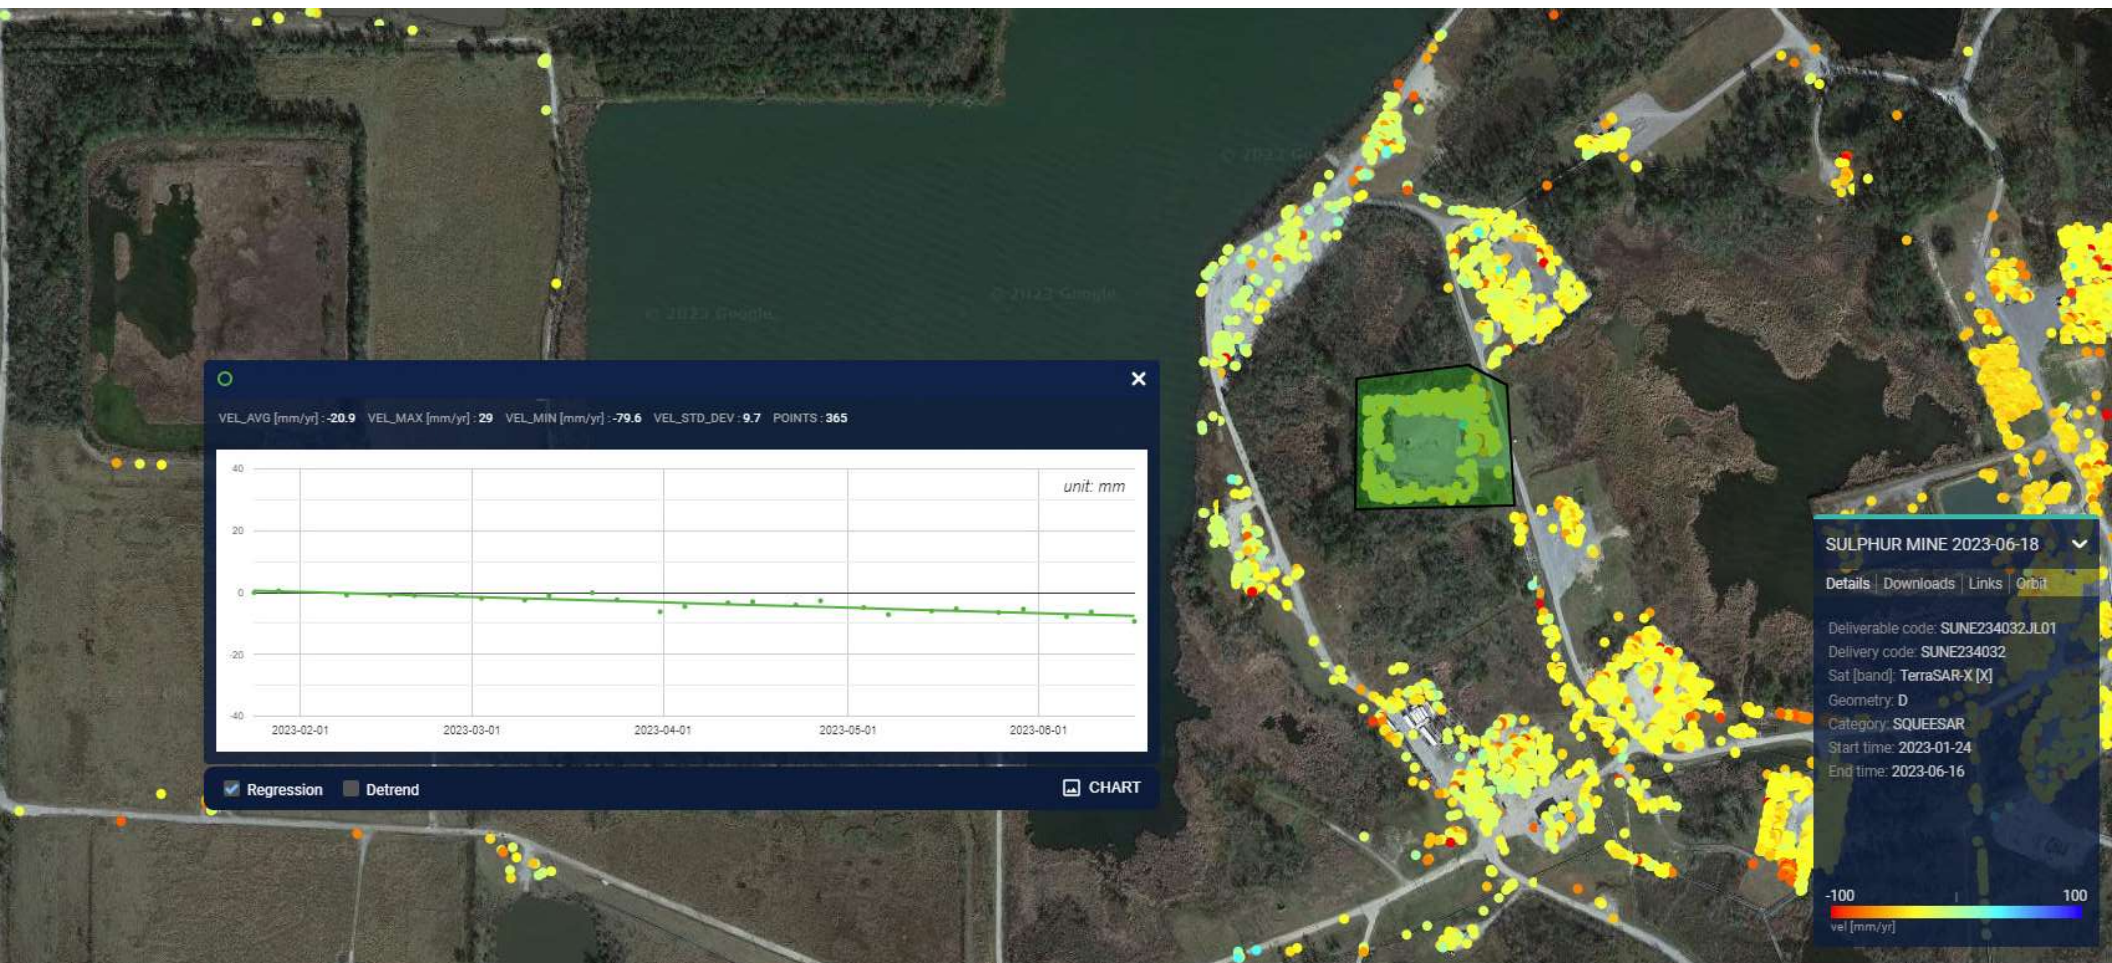 © 2023 Google
© 2023 Google
VEL_AVG [mm/yr] : -20.9 VEL_MAX [mm/yr] : 29 VEL_MIN [mm/yr] : -79.6 VEL_STD_DEV : 9.7 POINTS : 365
unit: mm
40
20
0
-20
-40
2023-02-01 2023-03-01 2023-04-01 2023-05-01 2023-06-01
Regression Detrend CHART
SULPHUR MINE 2023-06-18
Details Downloads Links Orbit
Deliverable code: SUNE234032JL01
Delivery code: SUNE234032
Sat [band]: TerraSAR-X [X]
Geometry: D
Category: SQUEESAR
Start time: 2023-01-24
End time: 2023-06-16
-100 100
vel [mm/yr]